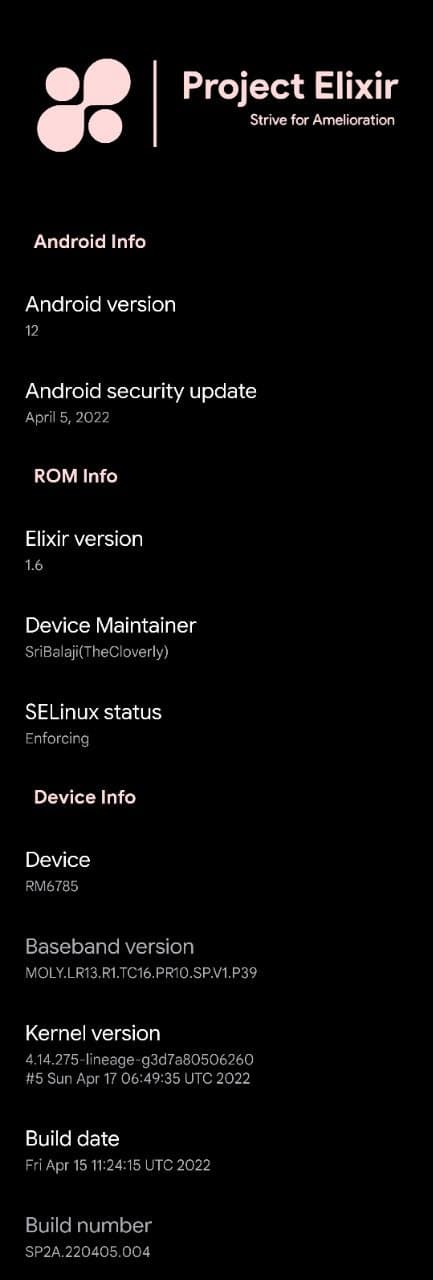 Project Elixir
Strive for Amelioration
Android Info
Android version
12
Android security update
April 5, 2022
ROM Info
Elixir version
1.6
Device Maintainer
SriBalaji(TheCloverly)
SELinux status
Enforcing
Device Info
Device
RM6785
Baseband version
MOLY.LR13.R1.TC16.PR10.SP.V1.P39
Kernel version
4.14.275-lineage-g3d7a80506260
#5 Sun Apr 17 06:49:35 UTC 2022
Build date
Fri Apr 15 11:24:15 UTC 2022
Build number
SP2A.220405.004